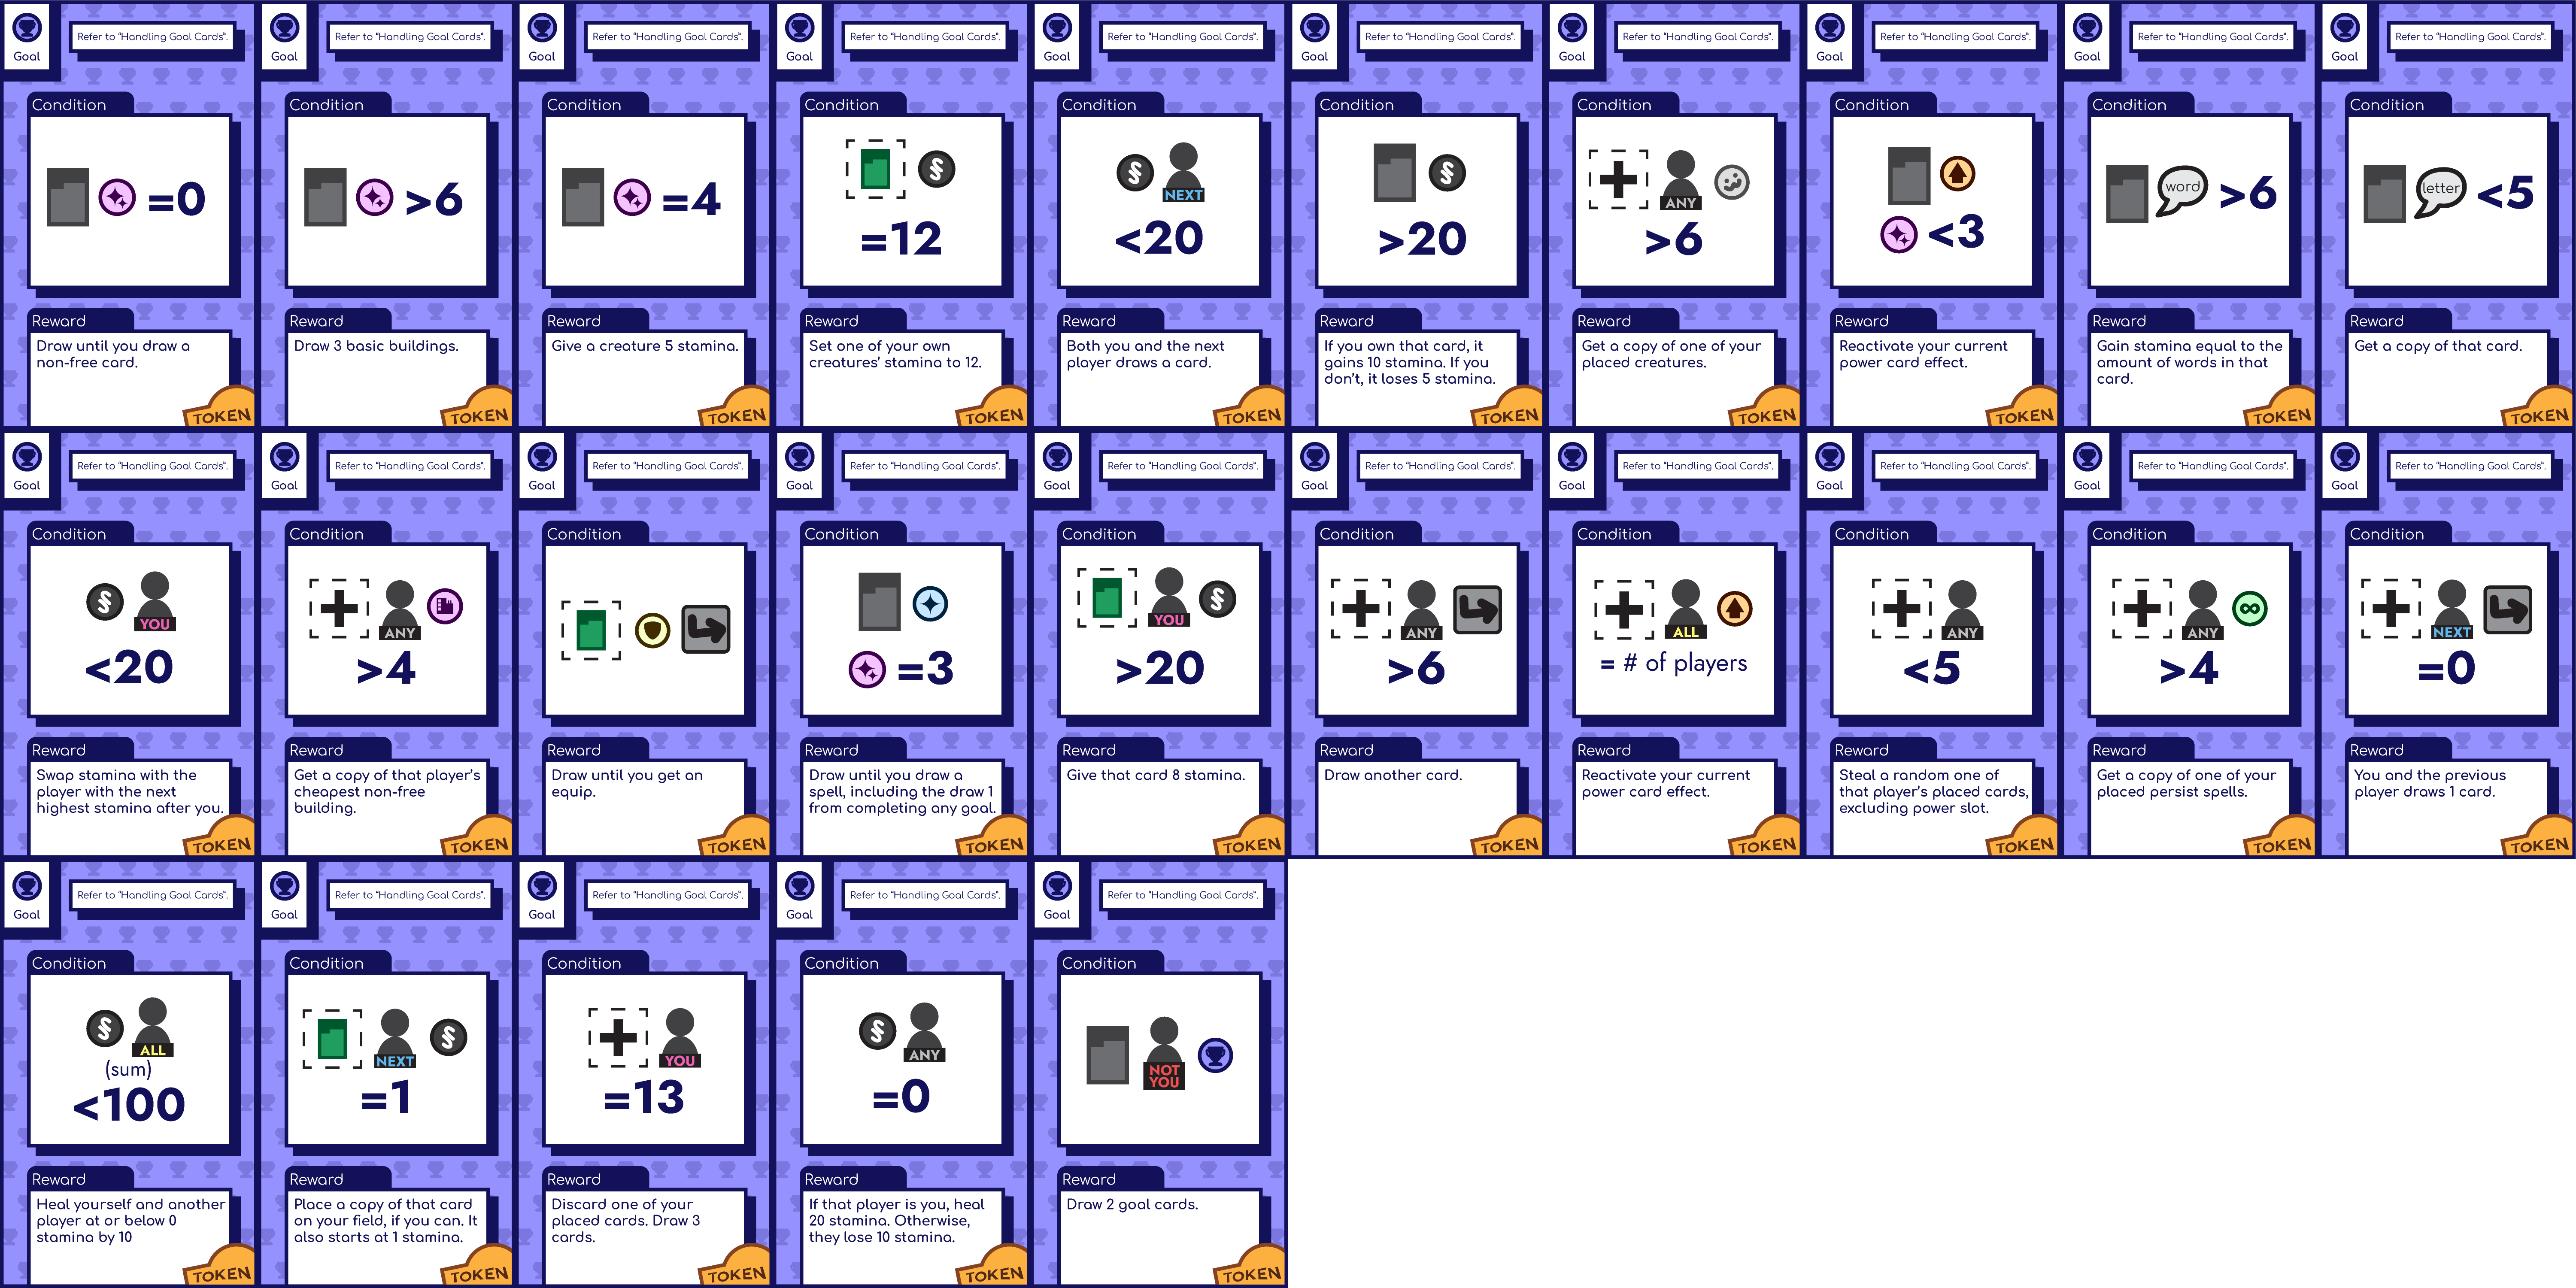 Goal
Refer to “Handling Goal Cards”.
Condition
=0
Reward
Draw until you draw a
non-free card.
TOKEN
Goal
Refer to “Handling Goal Cards”.
Condition
>6
Reward
Draw 3 basic buildings.
TOKEN
Goal
Refer to “Handling Goal Cards”.
Condition
=4
Reward
Give a creature 5 stamina.
TOKEN
Goal
Refer to “Handling Goal Cards”.
Condition
=12
Reward
Set one of your own
creatures’ stamina to 12.
TOKEN
Goal
Refer to “Handling Goal Cards”.
Condition
NEXT
<20
Reward
Both you and the next
player draws a card.
TOKEN
Goal
Refer to “Handling Goal Cards”.
Condition
>20
Reward
If you own that card, it
gains 10 stamina. If you
don’t, it loses 5 stamina.
TOKEN
Goal
Refer to “Handling Goal Cards”.
Condition
ANY
>6
Reward
Get a copy of one of your
placed creatures.
TOKEN
Goal
Refer to “Handling Goal Cards”.
Condition
<3
Reward
Reactivate your current
power card effect.
TOKEN
Goal
Refer to “Handling Goal Cards”.
Condition
word >6
Reward
Gain stamina equal to the
amount of words in that
card.
TOKEN
Goal
Refer to “Handling Goal Cards”.
Condition
letter <5
Reward
Get a copy of that card.
TOKEN
Goal
Refer to “Handling Goal Cards”.
Condition
YOU
<20
Reward
Swap stamina with the
player with the next
highest stamina after you.
TOKEN
Goal
Refer to “Handling Goal Cards”.
Condition
ANY
>4
Reward
Get a copy of that player’s
cheapest non-free
building.
TOKEN
Goal
Refer to “Handling Goal Cards”.
Condition
Reward
Draw until you get an
equip.
TOKEN
Goal
Refer to “Handling Goal Cards”.
Condition
=3
Reward
Draw until you draw a
spell, including the draw 1
from completing any goal.
TOKEN
Goal
Refer to “Handling Goal Cards”.
Condition
YOU
>20
Reward
Give that card 8 stamina.
TOKEN
Goal
Refer to “Handling Goal Cards”.
Condition
ANY
>6
Reward
Draw another card.
TOKEN
Goal
Refer to “Handling Goal Cards”.
Condition
ALL
= # of players
Reward
Reactivate your current
power card effect.
TOKEN
Goal
Refer to “Handling Goal Cards”.
Condition
ANY
<5
Reward
Steal a random one of
that player’s placed cards,
excluding power slot.
TOKEN
Goal
Refer to “Handling Goal Cards”.
Condition
ANY
>4
Reward
Get a copy of one of your
placed persist spells.
TOKEN
Goal
Refer to “Handling Goal Cards”.
Condition
NEXT
=0
Reward
You and the previous
player draws 1 card.
TOKEN
Goal
Refer to “Handling Goal Cards”.
Condition
ALL
(sum)
<100
Reward
Heal yourself and another
player at or below 0
stamina by 10
TOKEN
Goal
Refer to “Handling Goal Cards”.
Condition
NEXT
=1
Reward
Place a copy of that card
on your field, if you can. It
also starts at 1 stamina.
TOKEN
Goal
Refer to “Handling Goal Cards”.
Condition
YOU
=13
Reward
Discard one of your
placed cards. Draw 3
cards.
TOKEN
Goal
Refer to “Handling Goal Cards”.
Condition
ANY
=0
Reward
If that player is you, heal
20 stamina. Otherwise,
they lose 10 stamina.
TOKEN
Goal
Refer to “Handling Goal Cards”.
Condition
NOT
YOU
Reward
Draw 2 goal cards.
TOKEN